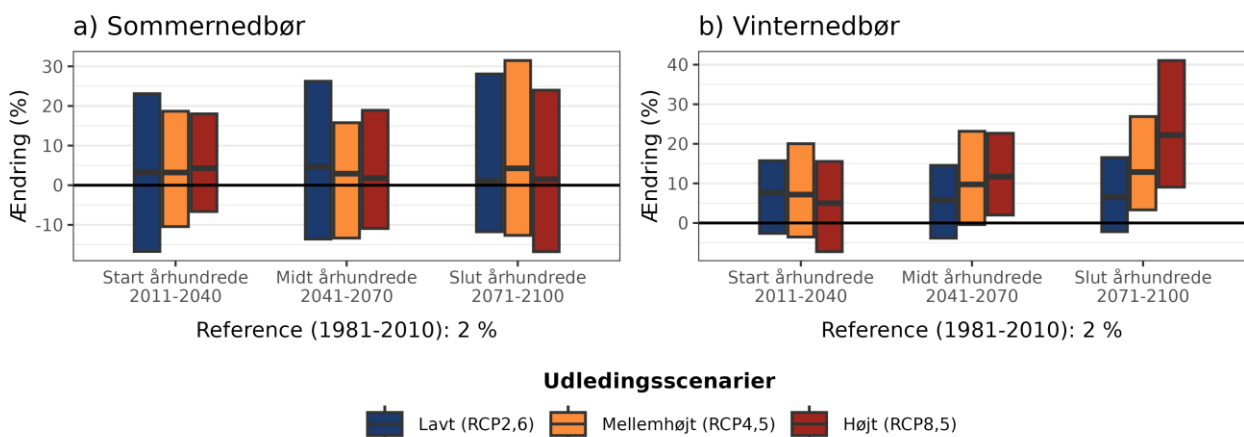 a) Sommernedbør
Ændring (%)
30
20
10
0
-10
Start århundrede
2011-2040
Midt århundrede
2041-2070
Slut århundrede
2071-2100
Reference (1981-2010): 2 %
b) Vinternedbør
Ændring (%)
40
30
20
10
0
Start århundrede
2011-2040
Midt århundrede
2041-2070
Slut århundrede
2071-2100
Reference (1981-2010): 2 %
Udledingsscenarier
Lavt (RCP2,6) Mellemhøjt (RCP4,5) Højt (RCP8,5)